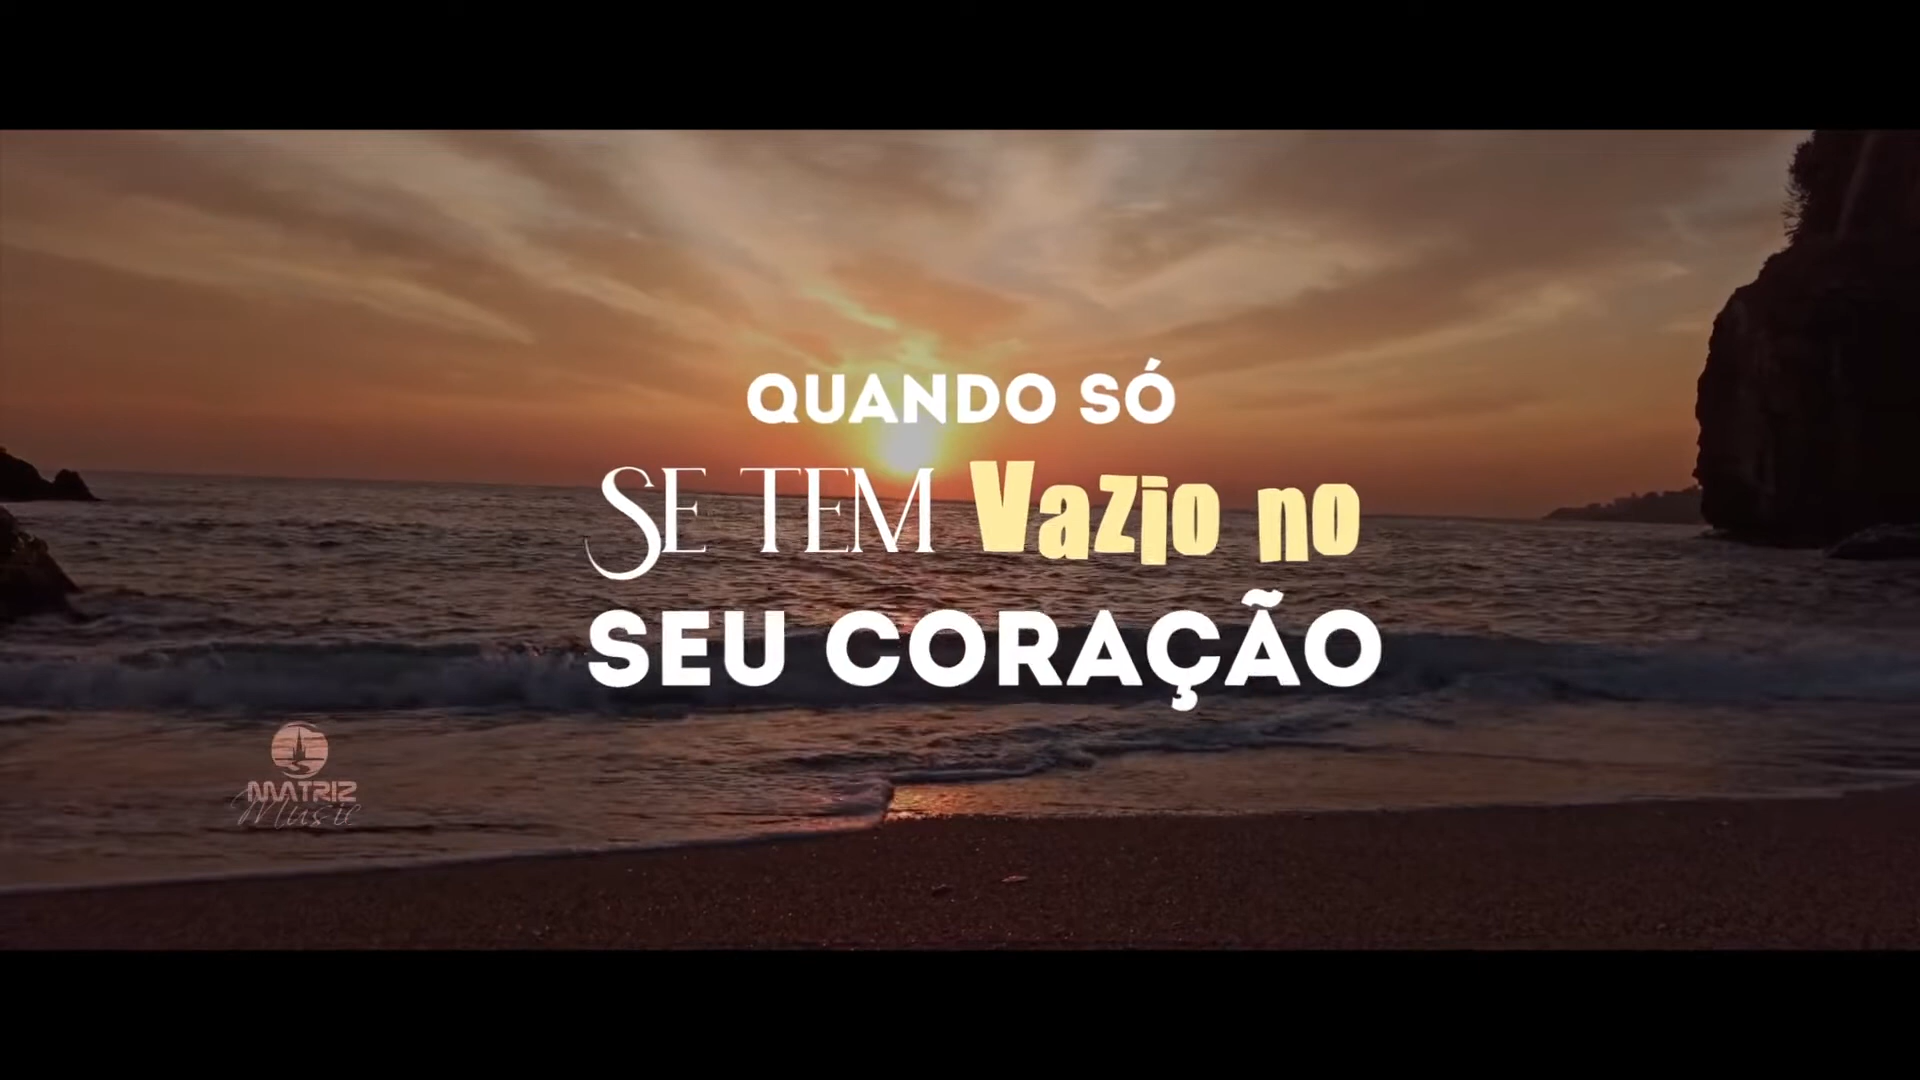 QUANDO SÓ
SE TEM Vazio no
SEU CORAÇÃO
MATRIZ
Music